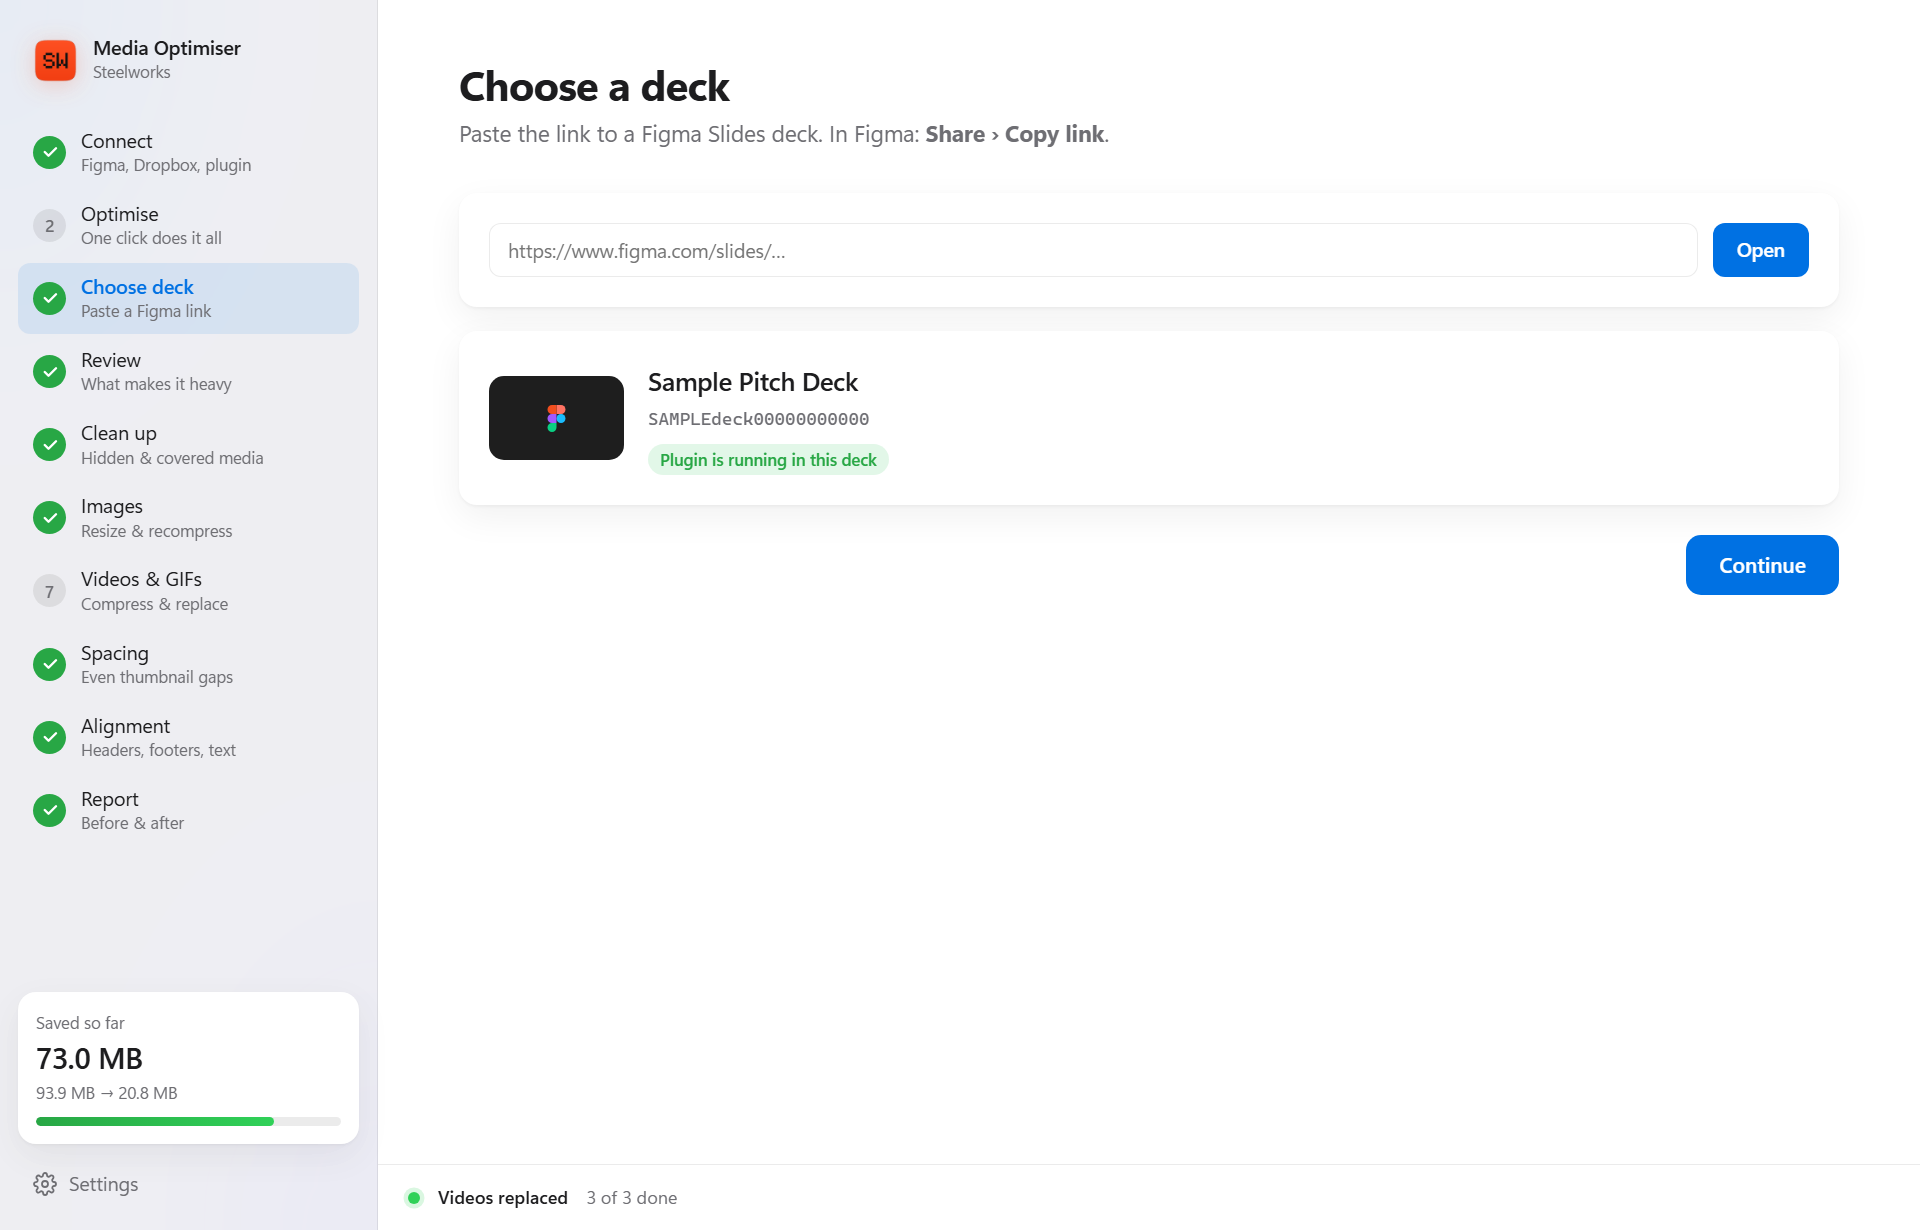 SW
Media Optimiser
Steelworks
Connect
Figma, Dropbox, plugin
2
Optimise
One click does it all
Choose deck
Paste a Figma link
Review
What makes it heavy
Clean up
Hidden & covered media
Images
Resize & recompress
7
Videos & GIFs
Compress & replace
Spacing
Even thumbnail gaps
Alignment
Headers, footers, text
Report
Before & after
Saved so far
73.0 MB
93.9 MB → 20.8 MB
Settings
Choose a deck
Paste the link to a Figma Slides deck. In Figma: Share › Copy link.
https://www.figma.com/slides/...
Open
Sample Pitch Deck
SAMPLEdeck00000000000
Plugin is running in this deck
Continue
Videos replaced 3 of 3 done